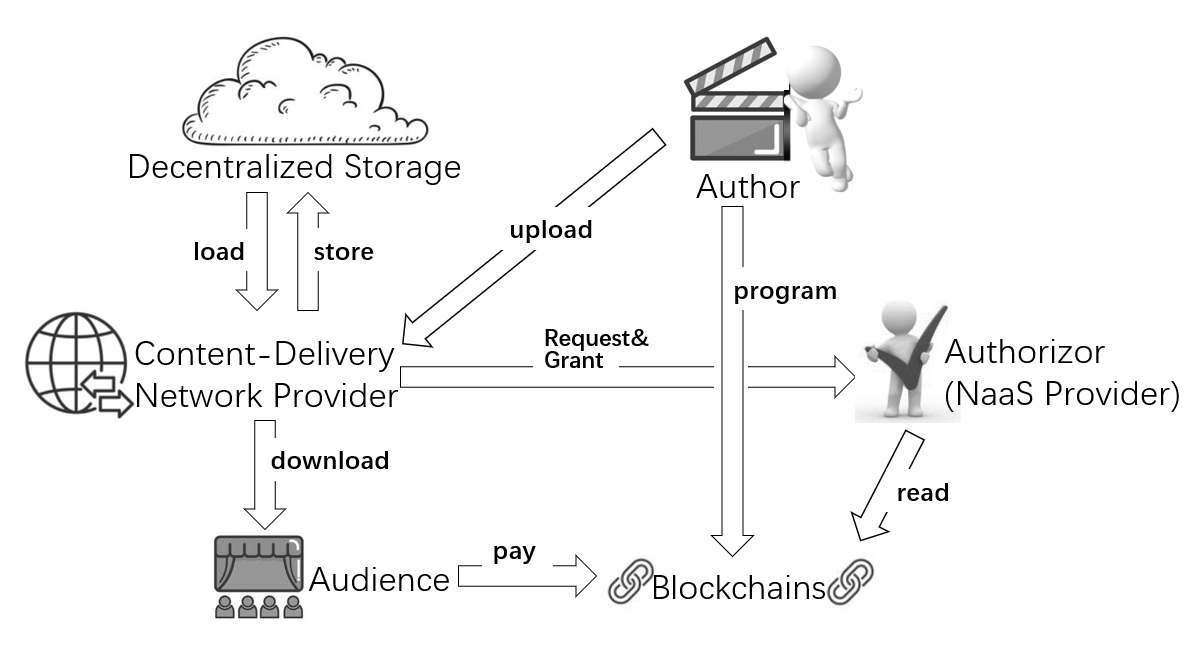 Decentralized Storage
Author
load
store
upload
program
Content-Delivery
Network Provider
Request&
Grant
Authorizor
(NaaS Provider)
download
read
pay
Audience
Blockchains